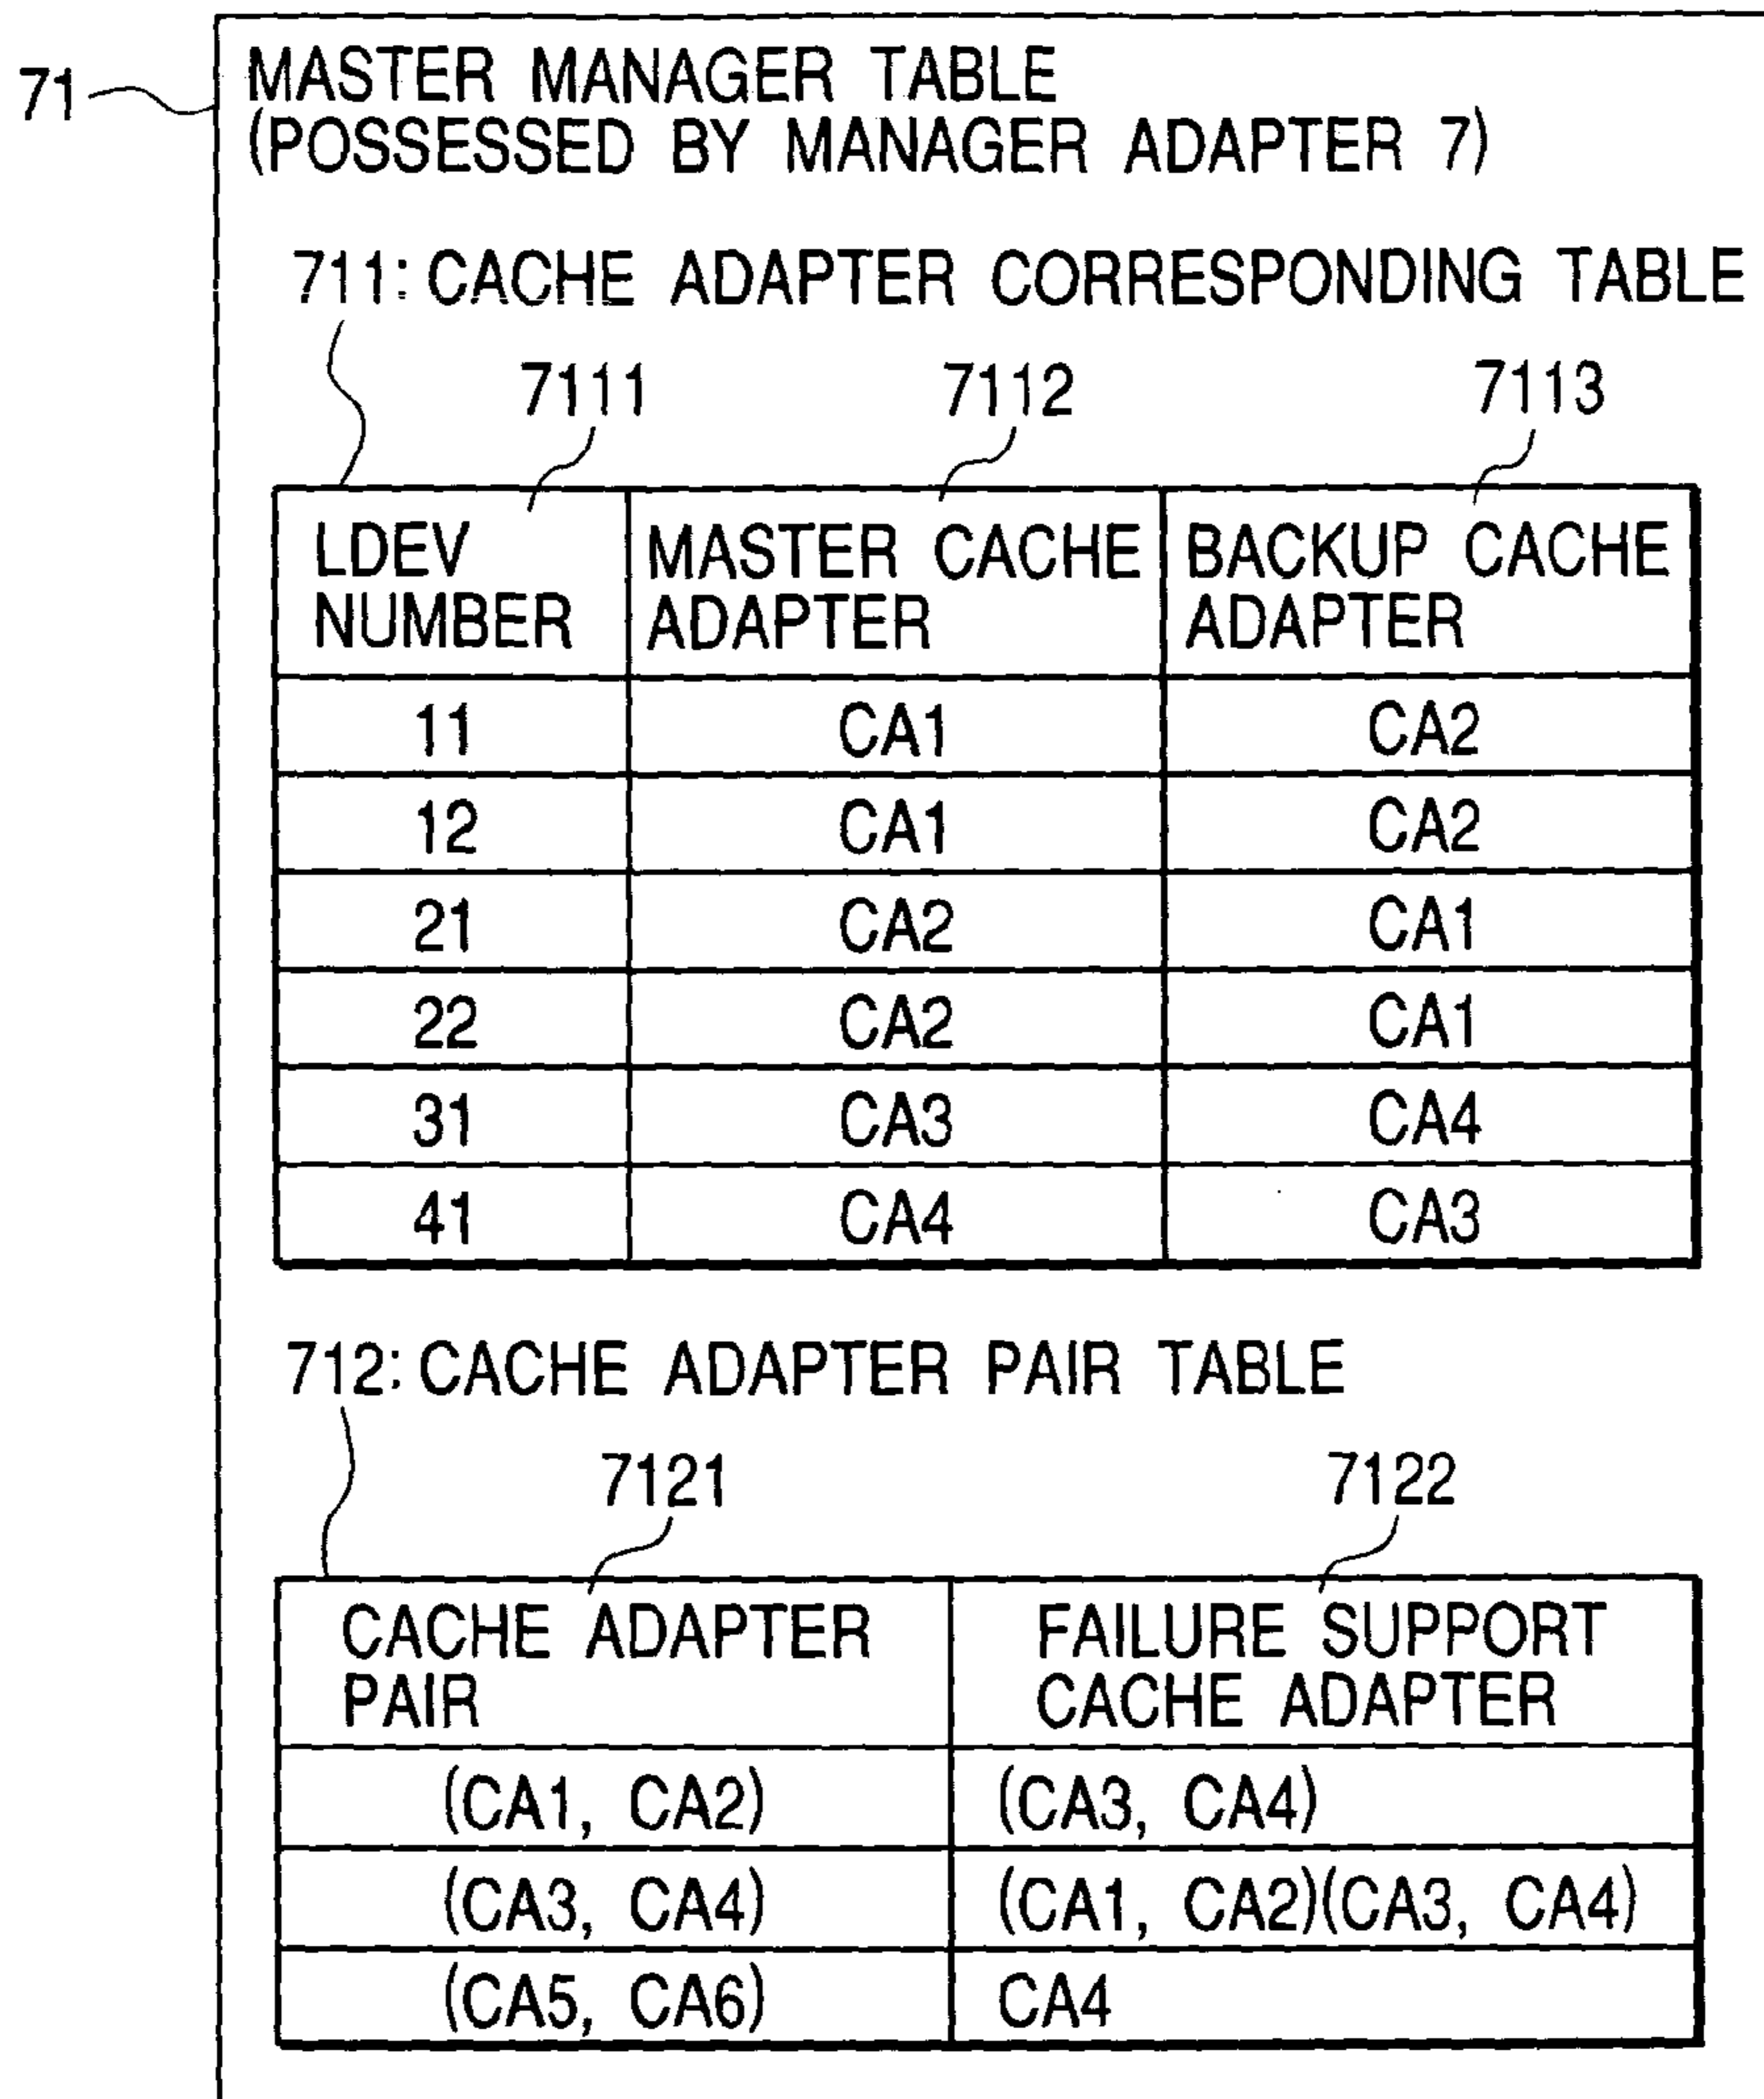 71
MASTER MANAGER TABLE
(POSSESSED BY MANAGER ADAPTER 7)
711: CACHE ADAPTER CORRESPONDING TABLE
7111 7112 7113
LDEV NUMBER MASTER CACHE ADAPTER BACKUP CACHE ADAPTER
11 CA1 CA2
12 CA1 CA2
21 CA2 CA1
22 CA2 CA1
31 CA3 CA4
41 CA4 CA3
712: CACHE ADAPTER PAIR TABLE
7121 7122
CACHE ADAPTER PAIR FAILURE SUPPORT CACHE ADAPTER
(CA1, CA2) (CA3, CA4)
(CA3, CA4) (CA1, CA2)(CA3, CA4)
(CA5, CA6) CA4